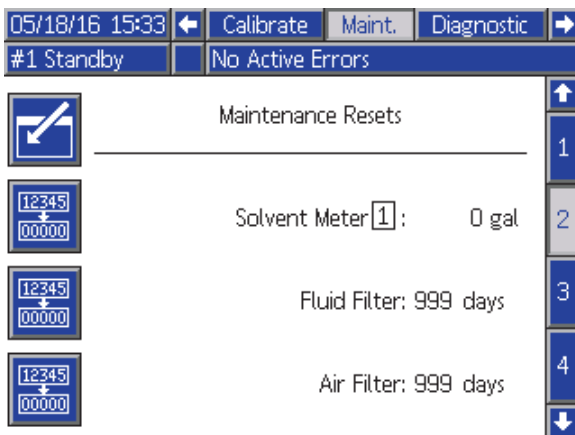 05/18/16 15:33 Calibrate Maint. Diagnostic
#1 Standby No Active Errors
Maintenance Resets
1
12345
00000
Solvent Meter 1 : 0 gal
2
12345
00000
Fluid Filter: 999 days
3
12345
00000
Air Filter: 999 days
4